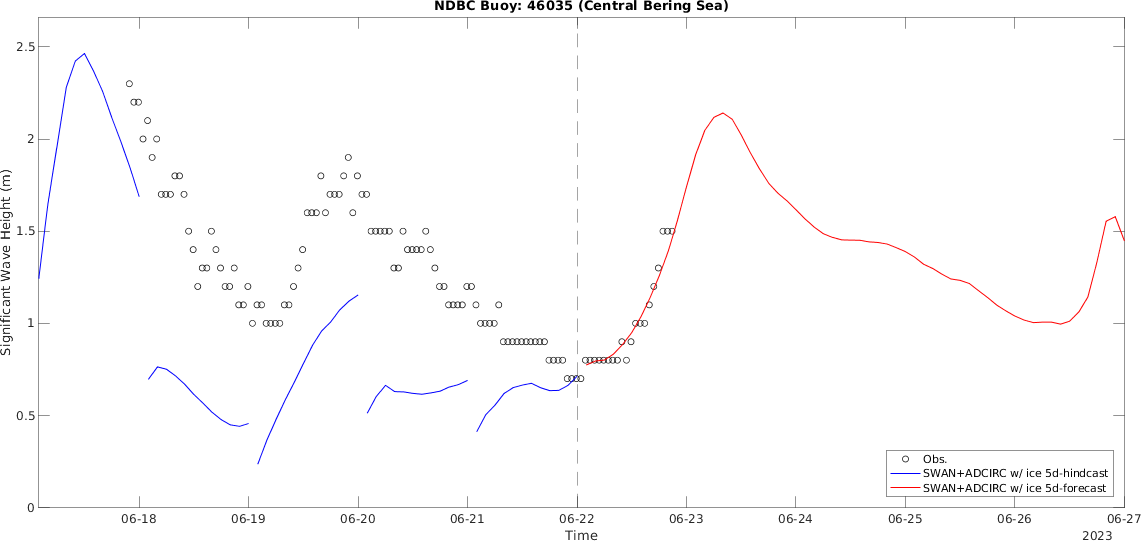 NDBC Buoy: 46035 (Central Bering Sea)
2.5
2
1.5
1
0.5
0
Significant Wave Height (m)
Obs.
SWAN+ADCIRC w/ ice 5d-hindcast
SWAN+ADCIRC w/ ice 5d-forecast
06-18 06-19 06-20 06-21 06-22 06-23 06-24 06-25 06-26 06-27
Time
2023